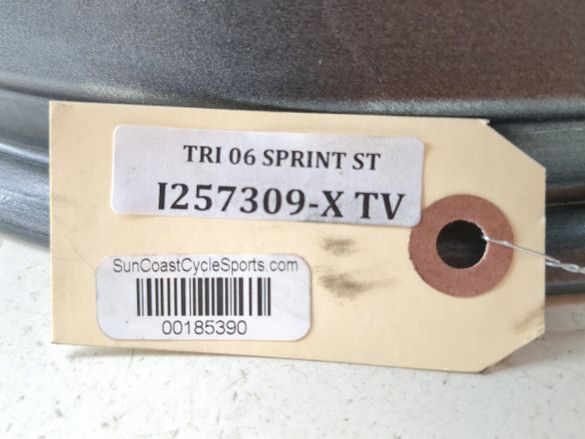 TRI 06 SPRINT ST
I257309-X TV
SunCoastCycleSports.com
00185390